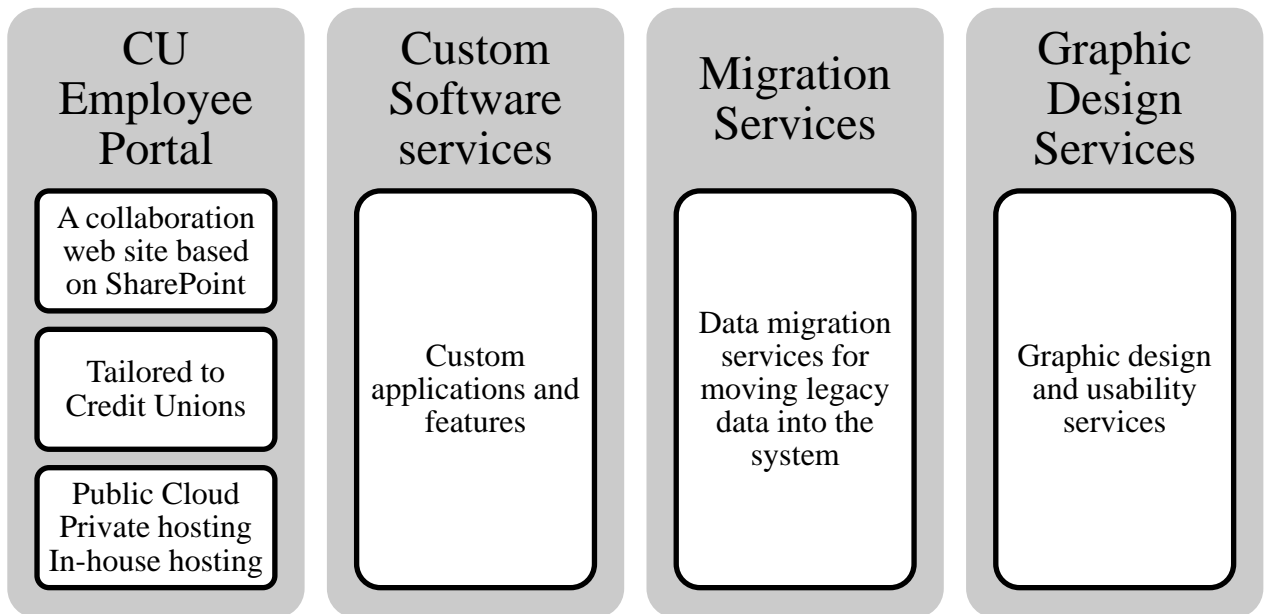 CU
Employee
Portal
A collaboration
web site based
on SharePoint
Tailored to
Credit Unions
Public Cloud
Private hosting
In-house hosting
Custom
Software
services
Custom
applications and
features
Migration
Services
Data migration
services for
moving legacy
data into the
system
Graphic
Design
Services
Graphic design
and usability
services